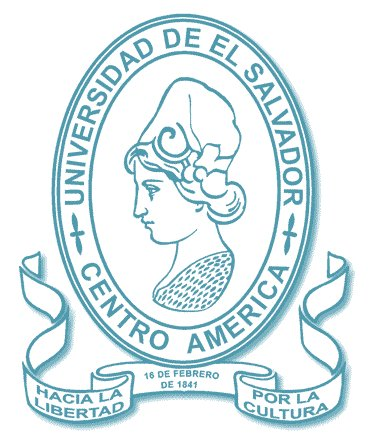 UNIVERSIDAD DE EL SALVADOR
CENTRO AMERICA
16 DE FEBRERO
DE 1841
HACIA LA
LIBERTAD
POR LA
CULTURA